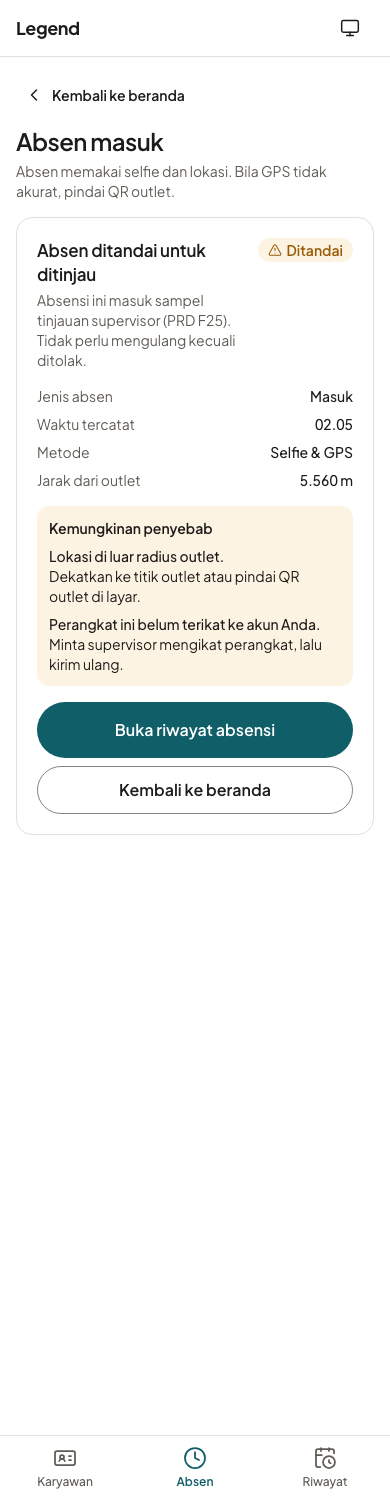 Legend
Kembali ke beranda
Absen masuk
Absen memakai selfie dan lokasi. Bila GPS tidak
akurat, pindai QR outlet.
Absen ditandai untuk
ditinjau
Ditandai
Absensi ini masuk sampel
tinjauan supervisor (PRD F25).
Tidak perlu mengulang kecuali
ditolak.
Jenis absen Masuk
Waktu tercatat 02.05
Metode Selfie & GPS
Jarak dari outlet 5.560 m
Kemungkinan penyebab
Lokasi di luar radius outlet.
Dekatkan ke titik outlet atau pindai QR
outlet di layar.
Perangkat ini belum terikat ke akun Anda.
Minta supervisor mengikat perangkat, lalu
kirim ulang.
Buka riwayat absensi
Kembali ke beranda
Karyawan Absen Riwayat